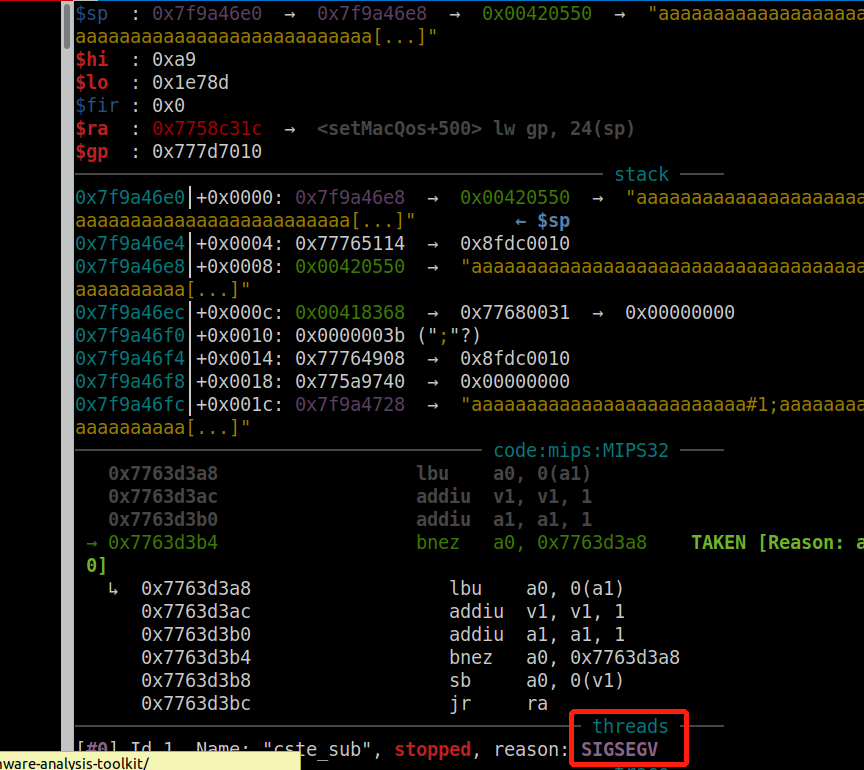 $sp : 0x7f9a46e0 → 0x7f9a46e8 → 0x00420550 → "aaaaaaaaaaaaaaaaaaa
aaaaaaaaaaaaaaaaaaaaaaaaaaa[...]"
$hi : 0xa9
$lo : 0x1e78d
$fir : 0x0
$ra : 0x7758c31c → <setMacQos+500> lw gp, 24(sp)
$gp : 0x777d7010
stack
0x7f9a46e0│+0x0000: 0x7f9a46e8 → 0x00420550 → "aaaaaaaaaaaaaaaaaaaaa
aaaaaaaaaaaaaaaaaaaaaaaaa[...]" ← $sp
0x7f9a46e4│+0x0004: 0x77765114 → 0x8fdc0010
0x7f9a46e8│+0x0008: 0x00420550 → "aaaaaaaaaaaaaaaaaaaaaaaaaaaaaaaaaaaa
aaaaaaaaaa[...]"
0x7f9a46ec│+0x000c: 0x00418368 → 0x77680031 → 0x00000000
0x7f9a46f0│+0x0010: 0x0000003b (";"?)
0x7f9a46f4│+0x0014: 0x77764908 → 0x8fdc0010
0x7f9a46f8│+0x0018: 0x775a9740 → 0x00000000
0x7f9a46fc│+0x001c: 0x7f9a4728 → "aaaaaaaaaaaaaaaaaaaaaaaaa#1;aaaaaaaa
aaaaaaaaaa[...]"
code:mips:MIPS32
0x7763d3a8 lbu a0, 0(a1)
0x7763d3ac addiu v1, v1, 1
0x7763d3b0 addiu a1, a1, 1
→ 0x7763d3b4 bnez a0, 0x7763d3a8 TAKEN [Reason: a
0]
↳ 0x7763d3a8 lbu a0, 0(a1)
0x7763d3ac addiu v1, v1, 1
0x7763d3b0 addiu a1, a1, 1
0x7763d3b4 bnez a0, 0x7763d3a8
0x7763d3b8 sb a0, 0(v1)
0x7763d3bc jr ra
threads
[#0] Id 1, Name: "cste_sub", stopped, reason: SIGSEGV
ware-analysis-toolkit/